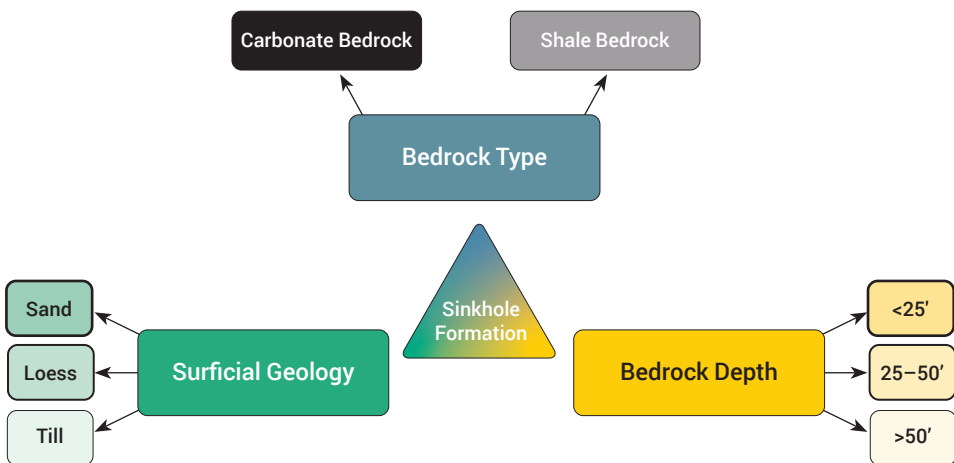 Carbonate Bedrock
Shale Bedrock
Bedrock Type
Sinkhole
Formation
Sand
Loess
Till
Surficial Geology
Bedrock Depth
<25′
25–50′
>50′